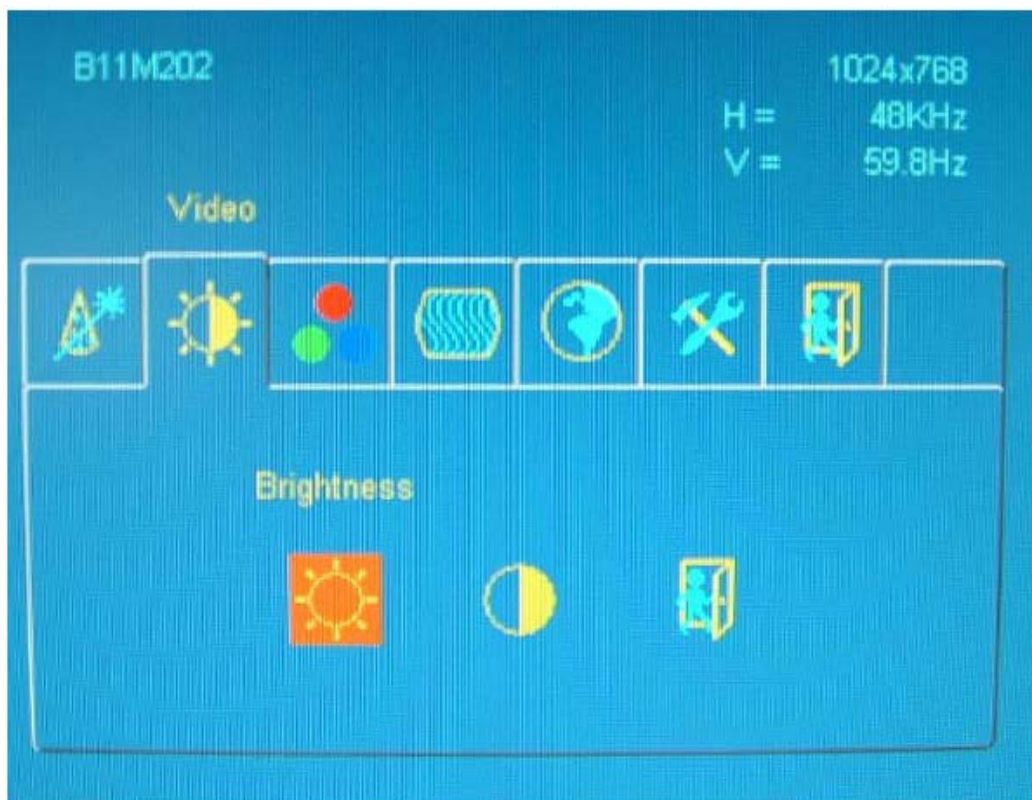 B11M202
1024x768
H = 48KHz
V = 59.8Hz
Video
Brightness